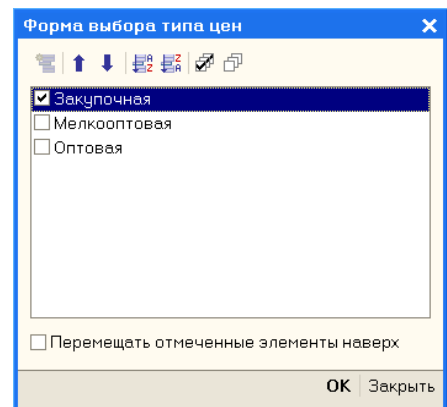 Форма выбора типа цен
Закупочная
Мелкооптовая
Оптовая
Перемещать отмеченные элементы наверх
OK Закрыть